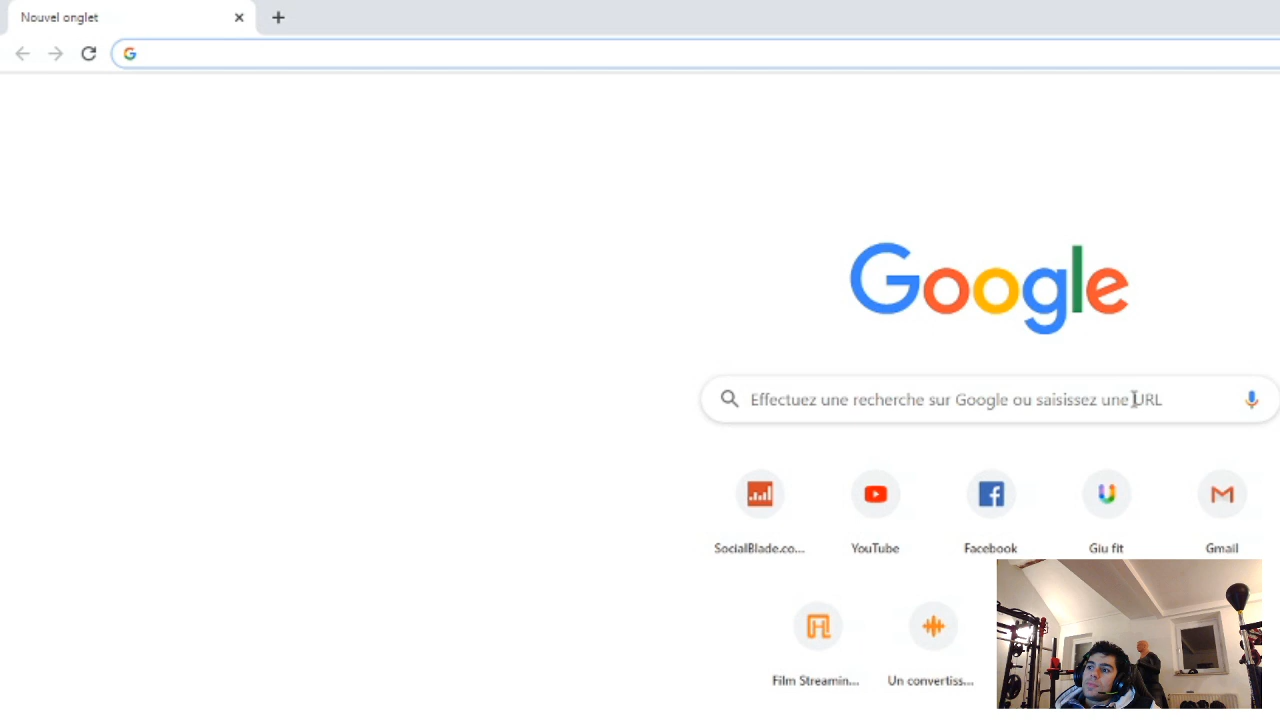 Nouvel onglet
Google
Effectuez une recherche sur Google ou saisissez une URL
SocialBlade.co...
YouTube
Facebook
Giu fit
Gmail
Film Streamin...
Un convertiss...